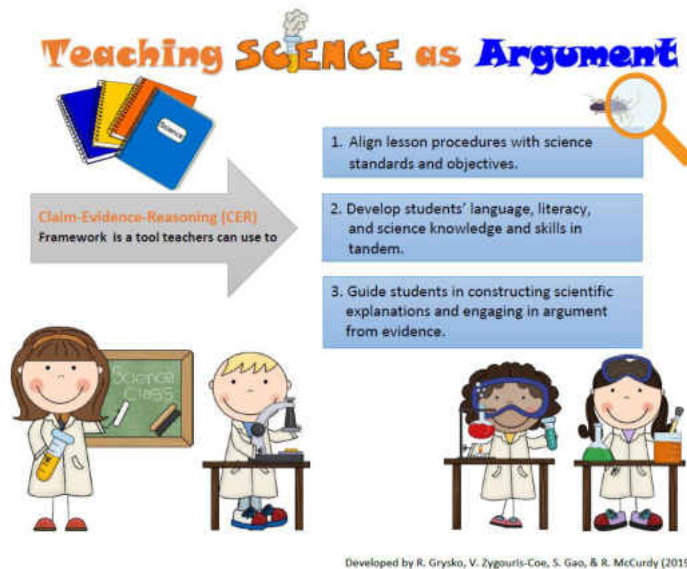 Teaching SCIENCE as Argument
Science
1. Align lesson procedures with science
standards and objectives.
Claim-Evidence-Reasoning (CER)
Framework is a tool teachers can use to
2. Develop students' language, literacy,
and science knowledge and skills in
tandem.
3. Guide students in constructing scientific
explanations and engaging in argument
from evidence.
Science
Class
Developed by R. Grysko, V. Zygouris-Coe, S. Gao, & R. McCurdy (2019